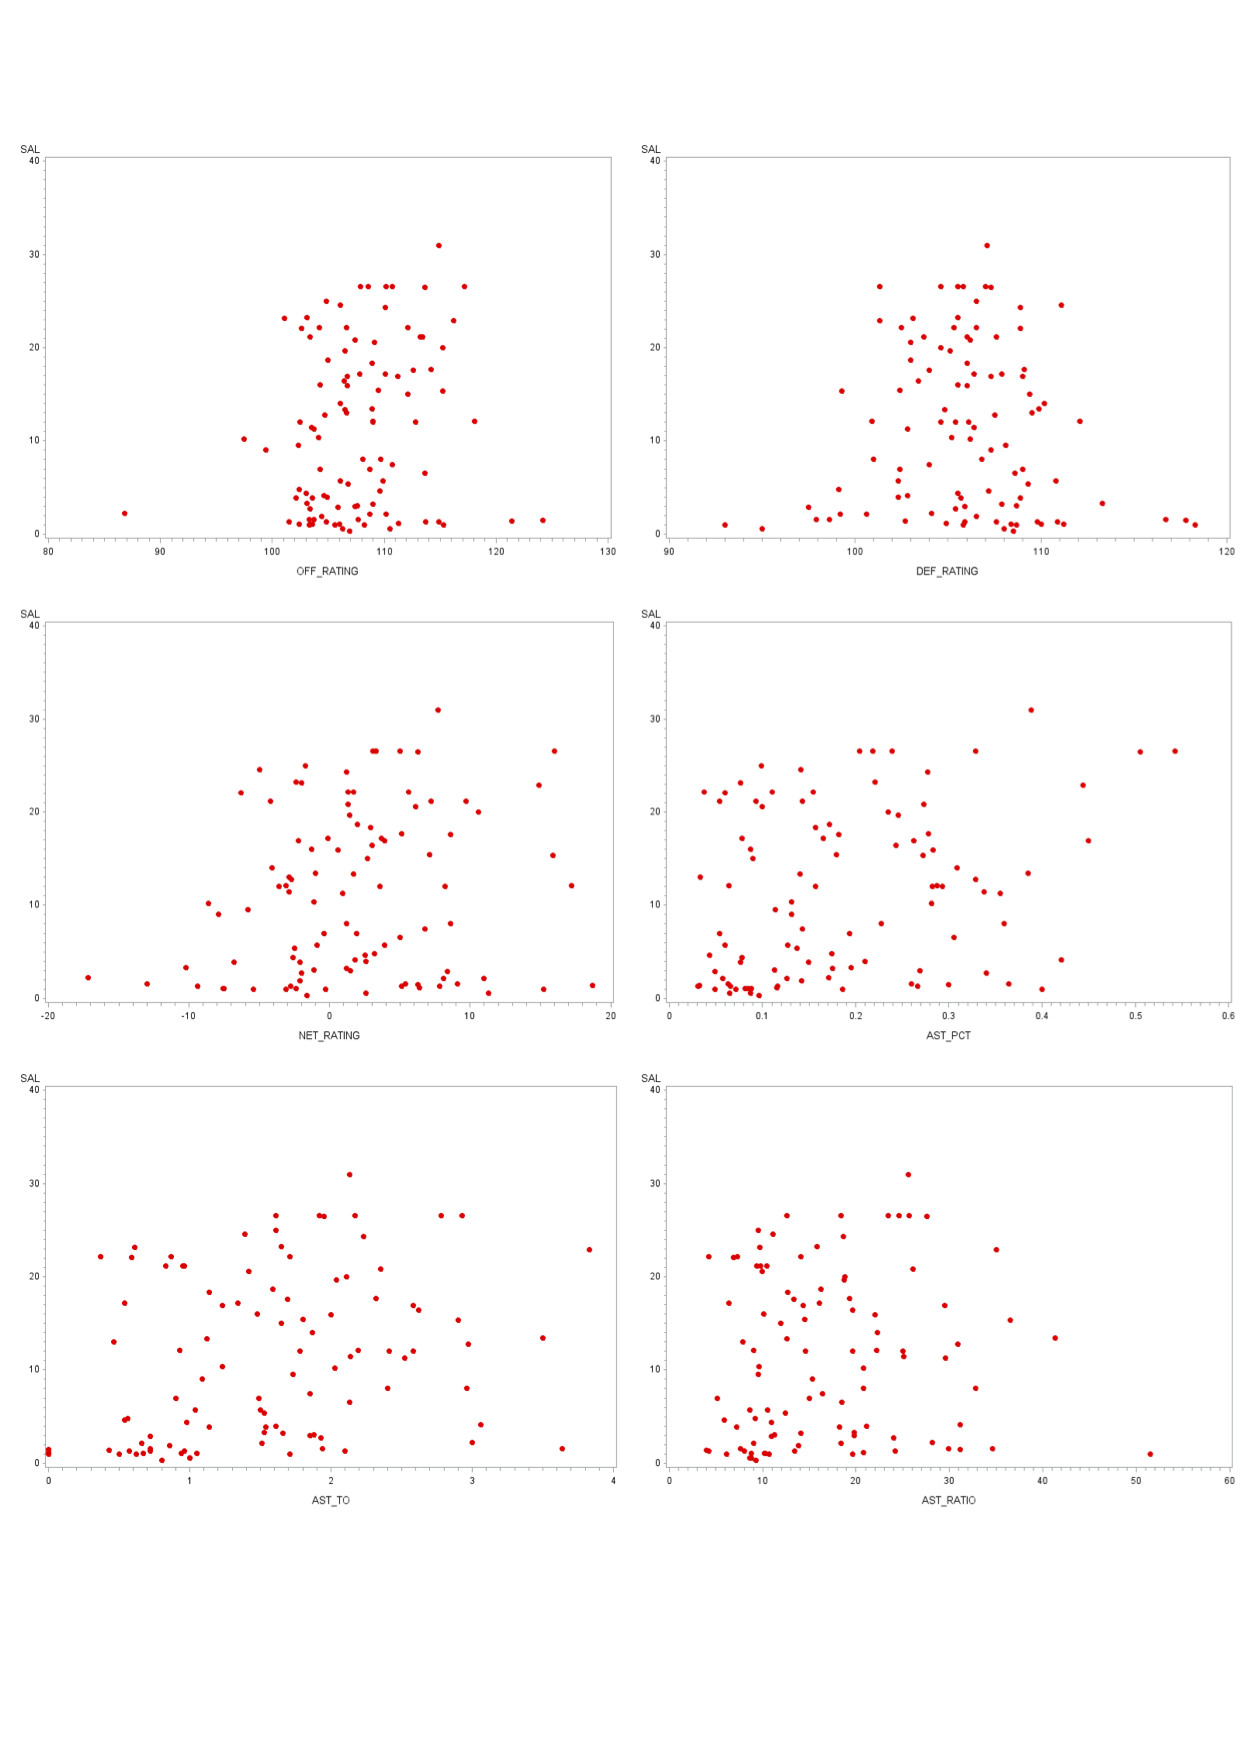 SAL SAL
40 40
30 30
20 20
10 10
0 0
80 90 100 110 120 130 90 100 110 120
OFF_RATING DEF_RATING
SAL SAL
40 40
30 30
20 20
10 10
0 0
-20 -10 0 10 20 0 0.1 0.2 0.3 0.4 0.5 0.6
NET_RATING AST_PCT
SAL SAL
40 40
30 30
20 20
10 10
0 0
0 1 2 3 4 0 10 20 30 40 50 60
AST_TO AST_RATIO